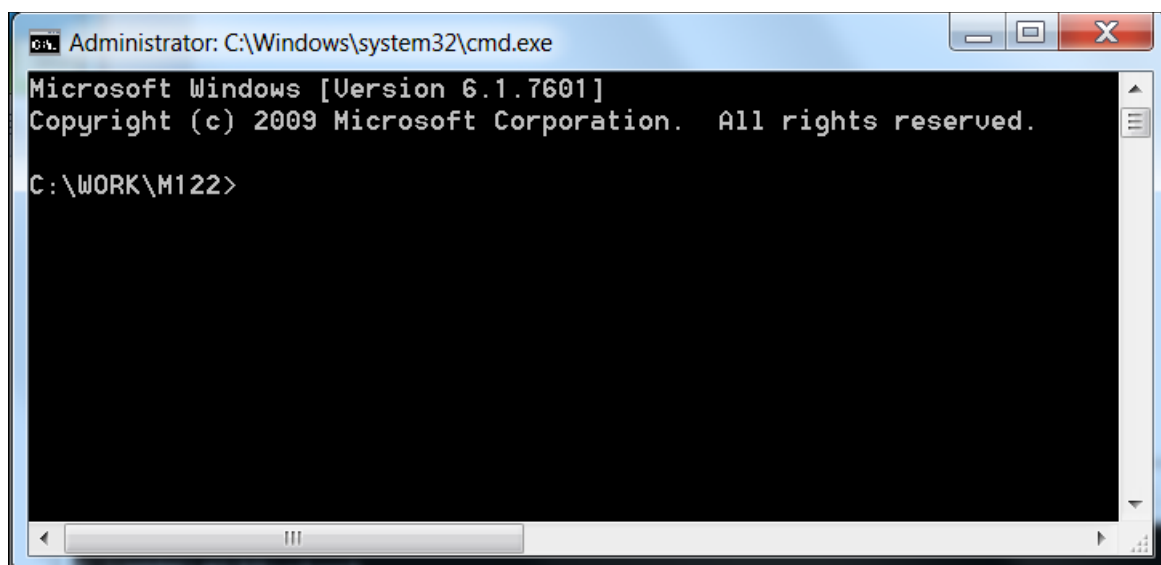 Administrator: C:\Windows\system32\cmd.exe
Microsoft Windows [Version 6.1.7601]
Copyright (c) 2009 Microsoft Corporation.  All rights reserved.
C:\WORK\M122>